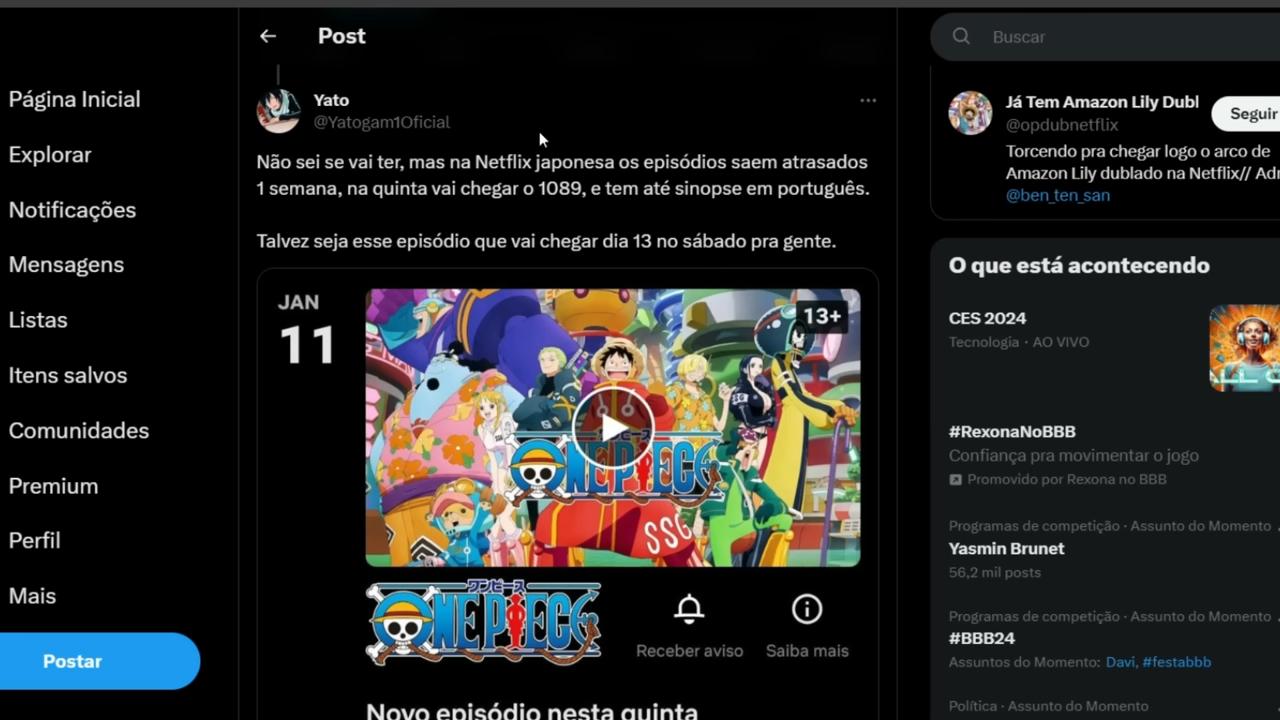 Página Inicial
Explorar
Notificações
Mensagens
Listas
Itens salvos
Comunidades
Premium
Perfil
Mais
Postar
Post
Yato
@Yatogam1Oficial
Não sei se vai ter, mas na Netflix japonesa os episódios saem atrasados
1 semana, na quinta vai chegar o 1089, e tem até sinopse em português.
Talvez seja esse episódio que vai chegar dia 13 no sábado pra gente.
JAN
11
13+
ONE PIECE
SSG
ワンピース
ONE PIECE
Receber aviso
Saiba mais
Novo episódio nesta quinta
Buscar
Já Tem Amazon Lily Dubl
@opdubnetflix
Seguir
Torcendo pra chegar logo o arco de
Amazon Lily dublado na Netflix// Adr
@ben_ten_san
O que está acontecendo
CES 2024
Tecnologia · AO VIVO
#RexonaNoBBB
Confiança pra movimentar o jogo
Promovido por Rexona no BBB
Programas de competição · Assunto do Momento
Yasmin Brunet
56,2 mil posts
Programas de competição · Assunto do Momento
#BBB24
Assuntos do Momento: Davi, #festabbb
Política · Assunto do Momento